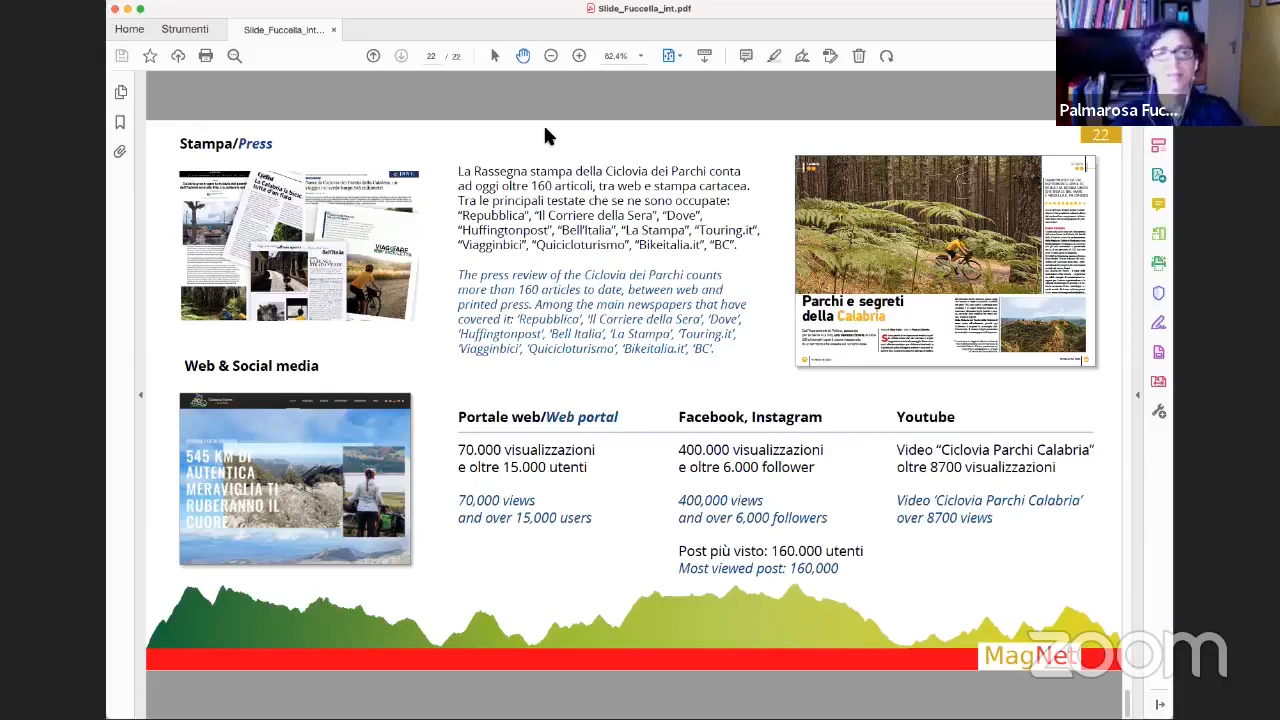 Slide_Fuccella_int.pdf
Home Strumenti Slide_Fuccella_int... ×
22 / 22 62,4%
Palmarosa Fuc...
22
Stampa/Press
La Rassegna stampa della Ciclovia dei Parchi conta
ad oggi oltre 160 articoli, tra web e stampa cartacea.
Tra le principali testate che se ne sono occupate:
“Repubblica”, “Il Corriere della Sera”, “Dove”,
“Huffingtonpost”, “Bell’Italia”, “La Stampa”, “Touring.it”,
“Viagginbici”, “Quicicloturismo”, “Bikeitalia.it”, “BC”.
The press review of the Ciclovia dei Parchi counts
more than 160 articles to date, between web and
printed press. Among the main newspapers that have
covered it: ‘Repubblica’, ‘Il Corriere della Sera’, ‘Dove’,
‘Huffingtonpost’, ‘Bell Italia’, ‘La Stampa’, ‘Touring.it’,
‘Viagginbici’, ‘Quicicloturismo’, ‘Bikeitalia.it’, ‘BC’.
VIAGGIARE
Bell'Italia
Parchi e segreti
della Calabria
Web & Social media
545 KM DI
AUTENTICA
MERAVIGLIA TI
RUBERANNO IL
CUORE
Portale web/Web portal
70.000 visualizzazioni
e oltre 15.000 utenti
70,000 views
and over 15,000 users
Facebook, Instagram
400.000 visualizzazioni
e oltre 6.000 follower
400,000 views
and over 6,000 followers
Post più visto: 160.000 utenti
Most viewed post: 160,000
Youtube
Video “Ciclovia Parchi Calabria”
oltre 8700 visualizzazioni
Video ‘Ciclovia Parchi Calabria’
over 8700 views
MagNet
zoom